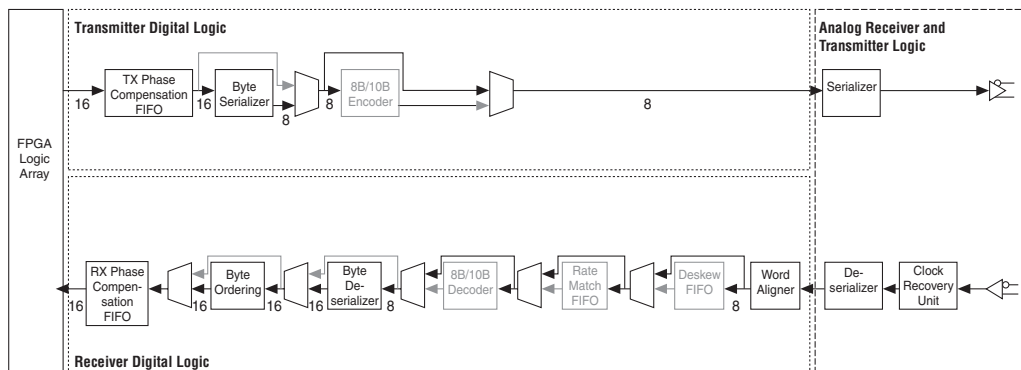 Transmitter Digital Logic
Analog Receiver and
Transmitter Logic
FPGA
Logic
Array
16
TX Phase
Compensation
FIFO
16
Byte
Serializer
8
8
8B/10B
Encoder
8
Serializer
16
RX Phase
Compen-
sation
FIFO
16
Byte
Ordering
16
16
Byte
De-
serializer
8
8B/10B
Decoder
Rate
Match
FIFO
Deskew
FIFO
8
Word
Aligner
De-
serializer
Clock
Recovery
Unit
Receiver Digital Logic